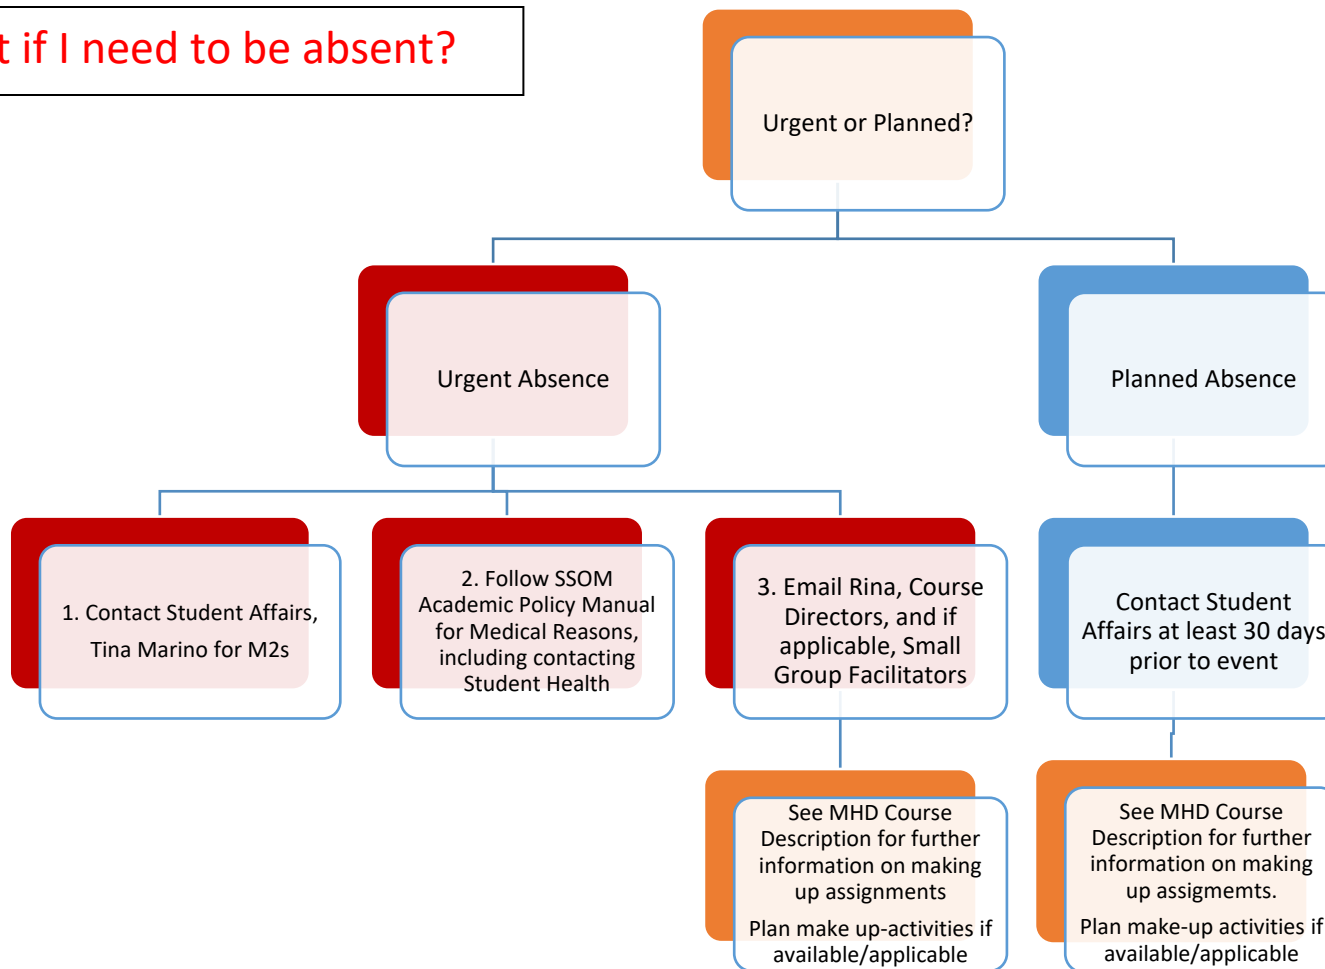 t if I need to be absent?
Urgent or Planned?
Urgent Absence
Planned Absence
1. Contact Student Affairs,
Tina Marino for M2s
2. Follow SSOM
Academic Policy Manual
for Medical Reasons,
including contacting
Student Health
3. Email Rina, Course
Directors, and if
applicable, Small
Group Facilitators
Contact Student
Affairs at least 30 days
prior to event
See MHD Course
Description for further
information on making
up assignments
Plan make up-activities if
available/applicable
See MHD Course
Description for further
information on making
up assigmemts.
Plan make-up activities if
available/applicable